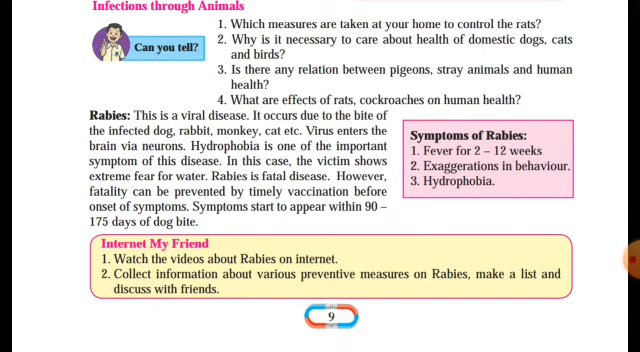 Infections through Animals
Can you tell?
1. Which measures are taken at your home to control the rats?
2. Why is it necessary to care about health of domestic dogs, cats
and birds?
3. Is there any relation between pigeons, stray animals and human
health?
4. What are effects of rats, cockroaches on human health?
Rabies: This is a viral disease. It occurs due to the bite of
the infected dog, rabbit, monkey, cat etc. Virus enters the
brain via neurons. Hydrophobia is one of the important
symptom of this disease. In this case, the victim shows
extreme fear for water. Rabies is fatal disease. However,
fatality can be prevented by timely vaccination before
onset of symptoms. Symptoms start to appear within 90 –
175 days of dog bite.
Symptoms of Rabies:
1. Fever for 2 – 12 weeks
2. Exaggerations in behaviour.
3. Hydrophobia.
Internet My Friend
1. Watch the videos about Rabies on internet.
2. Collect information about various preventive measures on Rabies, make a list and
discuss with friends.
9